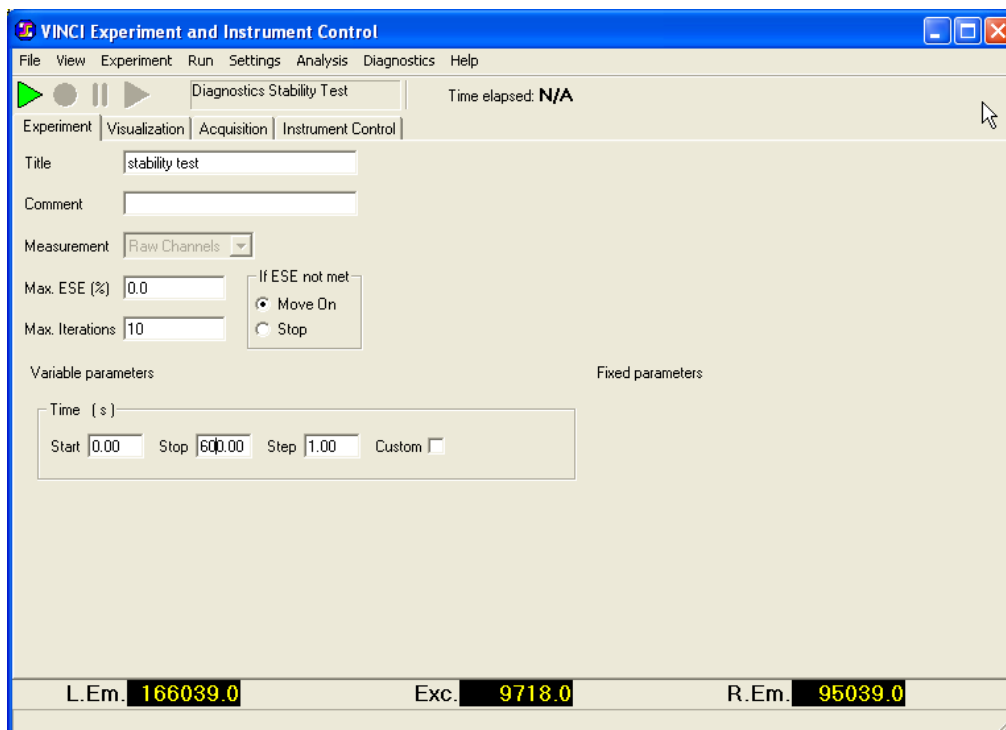 VINCI Experiment and Instrument Control
File View Experiment Run Settings Analysis Diagnostics Help
Diagnostics Stability Test Time elapsed: N/A
Experiment Visualization Acquisition Instrument Control
Title stability test
Comment
Measurement Raw Channels
If ESE not met
Max. ESE (%) 0.0
Move On
Max. Iterations 10
Stop
Variable parameters Fixed parameters
Time (s)
Start 0.00 Stop 600.00 Step 1.00 Custom
L.Em. 166039.0 Exc. 9718.0 R.Em. 95039.0